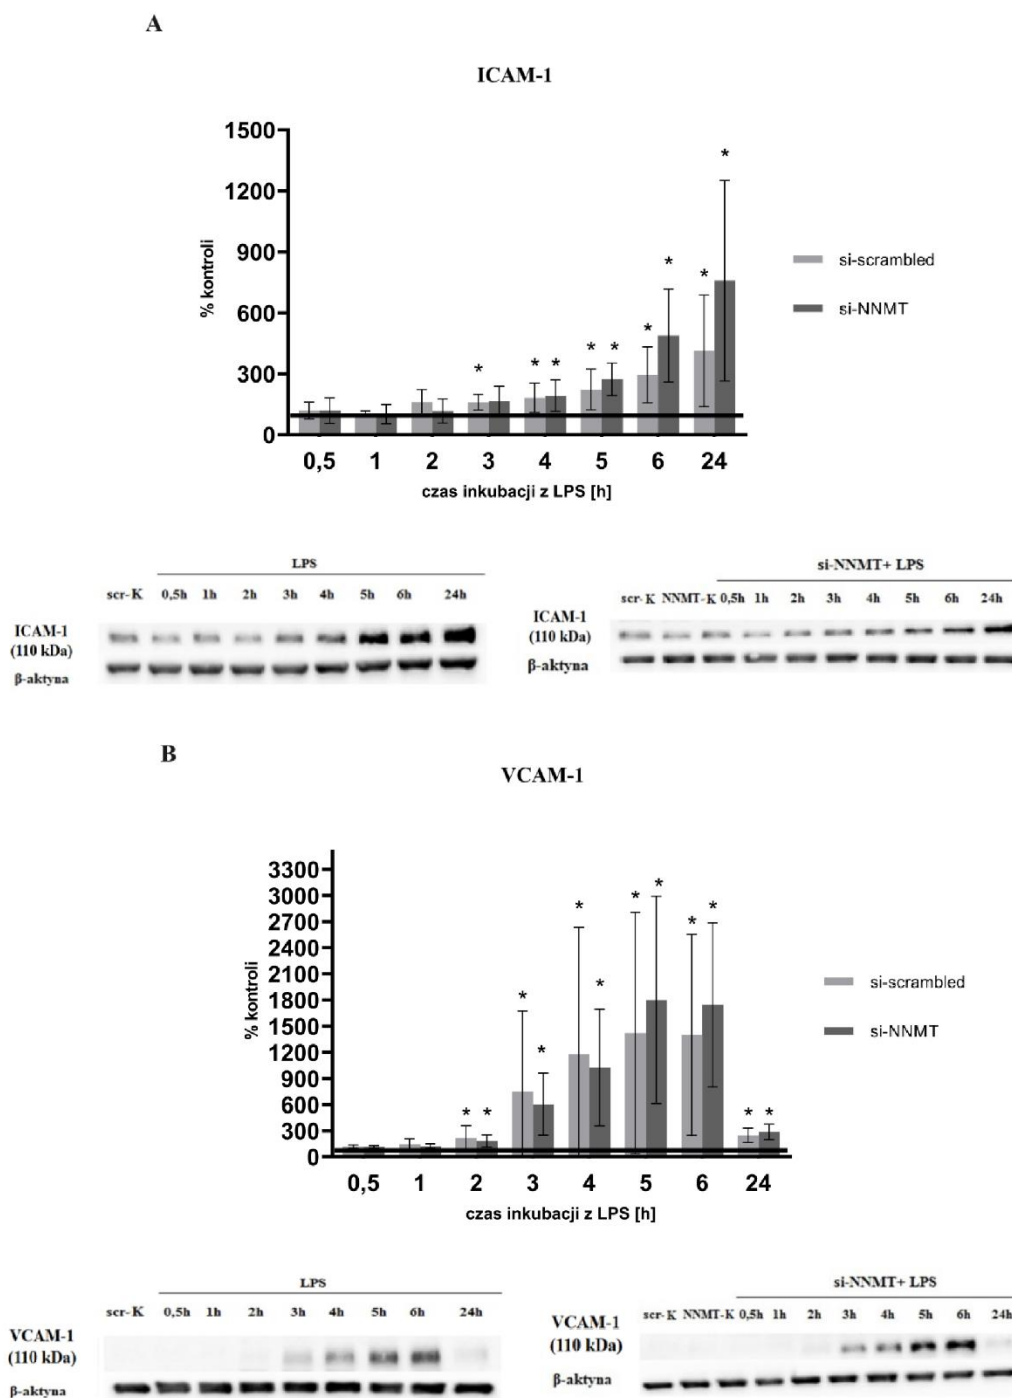 A
ICAM-1
1500
1200
900
600
300
0
% kontroli
* * * * * * * * * *
0,5 1 2 3 4 5 6 24
czas inkubacji z LPS [h]
si-scrambled
si-NNMT
LPS
scr-K 0,5h 1h 2h 3h 4h 5h 6h 24h
ICAM-1
(110 kDa)
β-aktyna
si-NNMT+ LPS
scr-K NNMT-K 0,5h 1h 2h 3h 4h 5h 6h 24h
ICAM-1
(110 kDa)
β-aktyna
B
VCAM-1
3300
3000
2700
2400
2100
1800
1500
1200
900
600
300
0
% kontroli
* * * * * * * * * * * *
0,5 1 2 3 4 5 6 24
czas inkubacji z LPS [h]
si-scrambled
si-NNMT
LPS
scr-K 0,5h 1h 2h 3h 4h 5h 6h 24h
VCAM-1
(110 kDa)
β-aktyna
si-NNMT+ LPS
scr-K NNMT-K 0,5h 1h 2h 3h 4h 5h 6h 24h
VCAM-1
(110 kDa)
β-aktyna